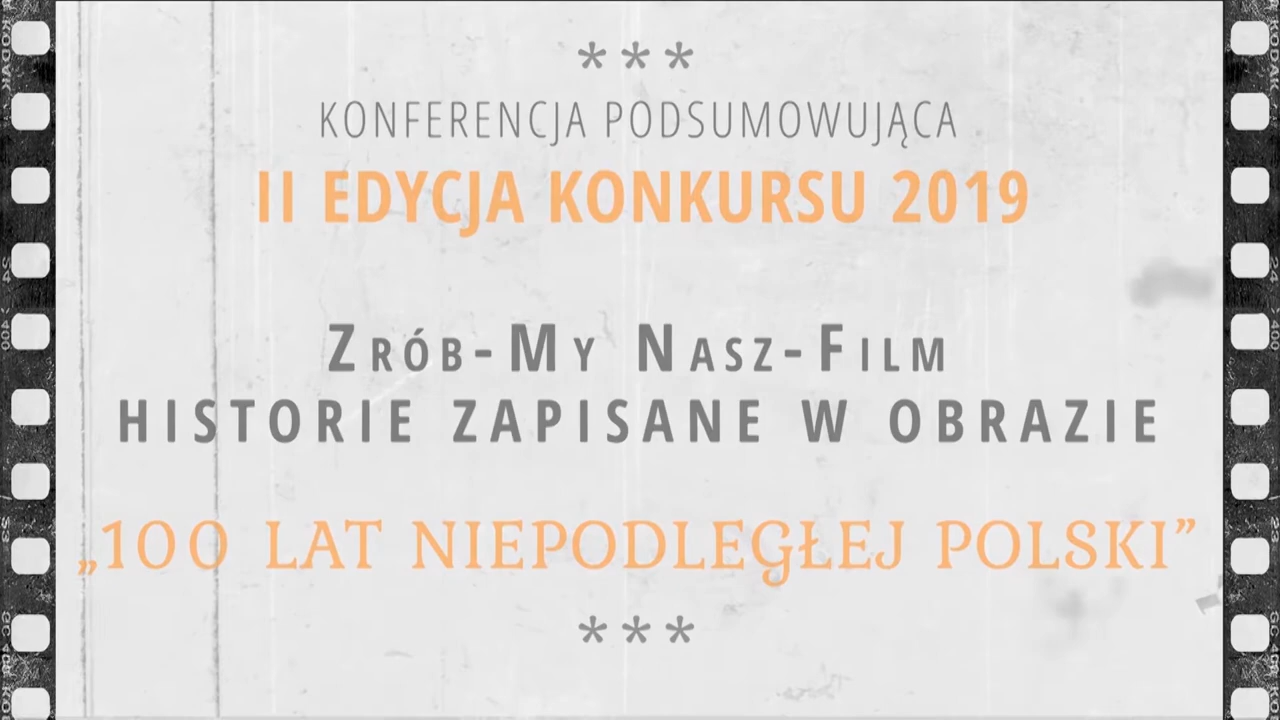 ***
KONFERENCJA PODSUMOWUJĄCA
II EDYCJA KONKURSU 2019
Zrób-My Nasz-Film
HISTORIE ZAPISANE W OBRAZIE
„100 LAT NIEPODLEGŁEJ POLSKI”
***